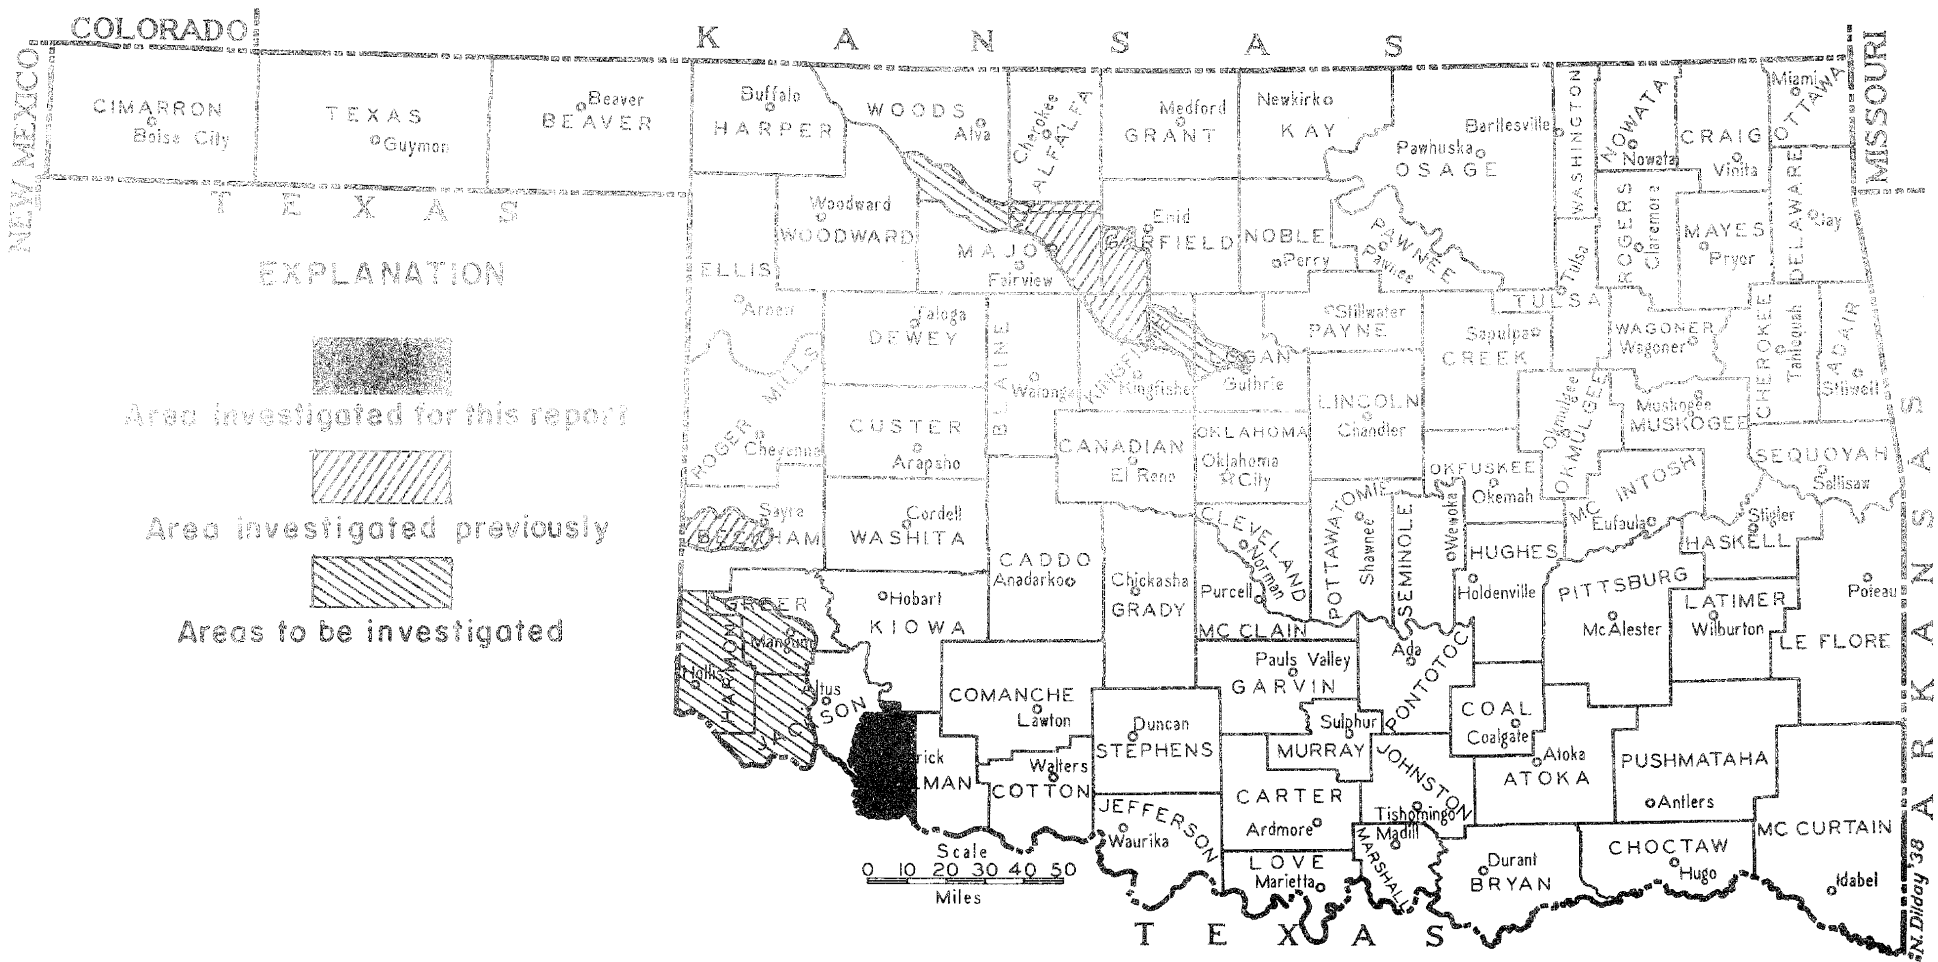 COLORADO
K A N S A S
NEW MEXICO
MISSOURI
CIMARRON
Boise City
TEXAS
Guymon
Beaver
BEAVER
Buffalo
HARPER
WOODS
Alva
Cherokee
ALFALFA
Medford
GRANT
Newkirk
KAY
Pawhuska
OSAGE
Bartlesville
WASHINGTON
NOWATA
Nowata
CRAIG
Vinita
Miami
OTTAWA
T E X A S
Woodward
WOODWARD
ELLIS
Arnett
MAJOR
Fairview
Enid
GARFIELD
NOBLE
Perry
PAWNEE
Pawnee
Tulsa
TULSA
ROGERS
Claremore
MAYES
Pryor
DELAWARE
Jay
EXPLANATION
Area investigated for this report
Area investigated previously
Areas to be investigated
Taloga
DEWEY
BLAINE
Watonga
Kingfisher
LOGAN
Guthrie
Stillwater
PAYNE
Sapulpa
CREEK
WAGONER
Wagoner
CHEROKEE
Tahlequah
ADAIR
Stilwell
ROGER MILLS
Cheyenne
CUSTER
Arapaho
CANADIAN
El Reno
OKLAHOMA
Oklahoma
City
LINCOLN
Chandler
Okmulgee
OKMULGEE
Muskogee
MUSKOGEE
SEQUOYAH
Sallisaw
Sayre
BECKHAM
Cordell
WASHITA
CADDO
Anadarko
Chickasha
GRADY
CLEVELAND
Norman
Purcell
MC CLAIN
POTTAWATOMIE
Shawnee
SEMINOLE
Wewoka
OKFUSKEE
Okemah
HUGHES
Holdenville
MC INTOSH
Eufaula
Stigler
HASKELL
PITTSBURG
McAlester
LATIMER
Wilburton
Poteau
LE FLORE
ARKANSAS
GREER
Mangum
HARMON
Hollis
Hobart
KIOWA
Altus
JACKSON
rick
LMAN
COMANCHE
Lawton
Walters
COTTON
Duncan
STEPHENS
JEFFERSON
Waurika
Pauls Valley
GARVIN
Sulphur
MURRAY
CARTER
Ardmore
LOVE
Marietta
Ada
PONTOTOC
JOHNSTON
Tishomingo
Madill
MARSHALL
COAL
Coalgate
Atoka
ATOKA
Durant
BRYAN
PUSHMATAHA
Antlers
CHOCTAW
Hugo
MC CURTAIN
Idabel
Scale
0 10 20 30 40 50
Miles
T E X A S
N. Dilday '38